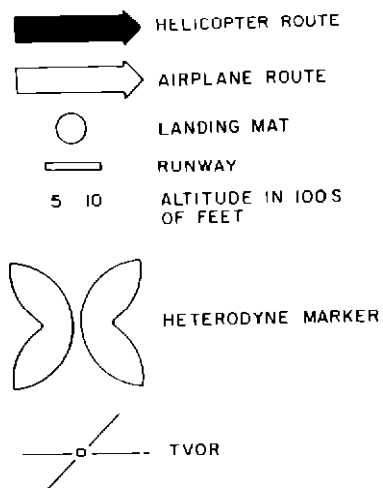 HELICOPTER ROUTE
AIRPLANE ROUTE
LANDING MAT
RUNWAY
5 10 ALTITUDE IN 100S
OF FEET
HETERODYNE MARKER
TVOR